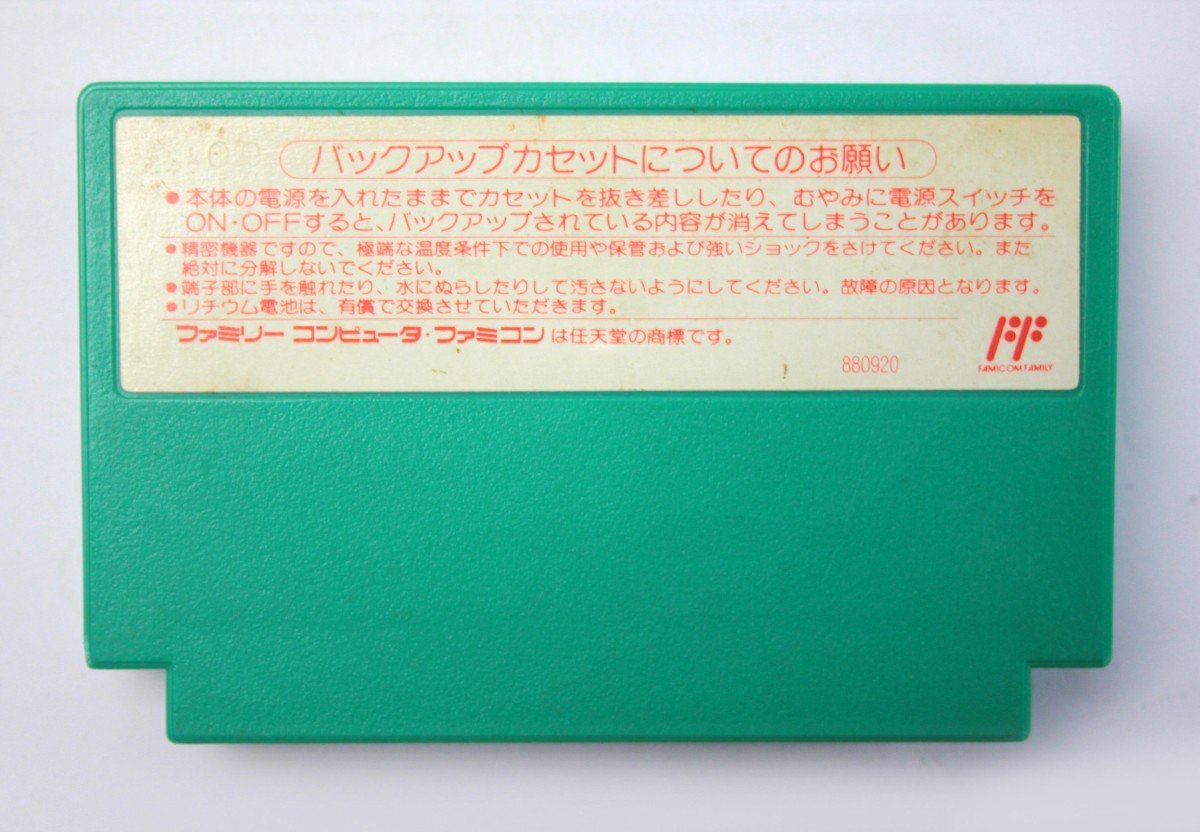 バックアップカセットについてのお願い
●本体の電源を入れたままでカセットを抜き差ししたり、むやみに電源スイッチを
ON・OFFすると、バックアップされている内容が消えてしまうことがあります。
●精密機器ですので、極端な温度条件下での使用や保管および強いショックをさけてください。また
絶対に分解しないでください。
●端子部に手を触れたり、水にぬらしたりして汚さないようにしてください。故障の原因となります。
●リチウム電池は、有償で交換させていただきます。
ファミリー コンピュータ・ファミコン は任天堂の商標です。
880920
FAMICOM FAMILY